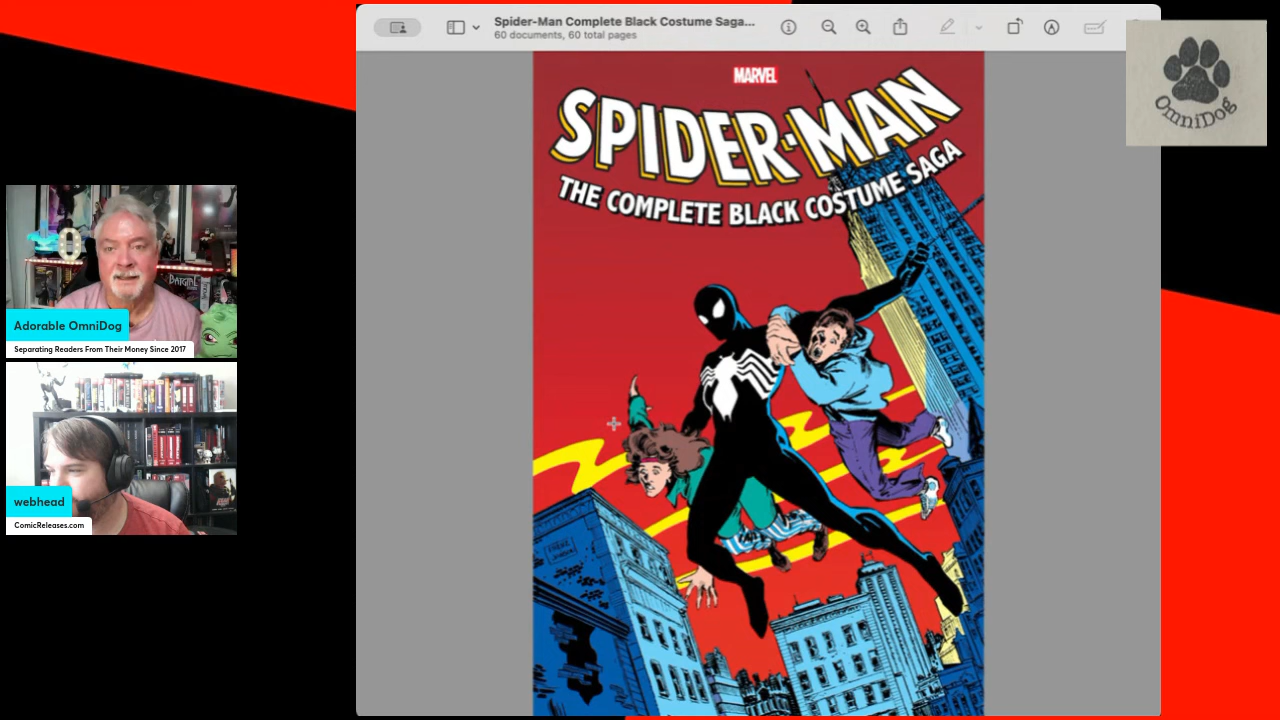 Spider-Man Complete Black Costume Saga...
60 documents, 60 total pages
OmniDog
MARVEL
SPIDER-MAN
THE COMPLETE BLACK COSTUME SAGA
BATGIRL
Adorable OmniDog
Separating Readers From Their Money Since 2017
webhead
ComicReleases.com